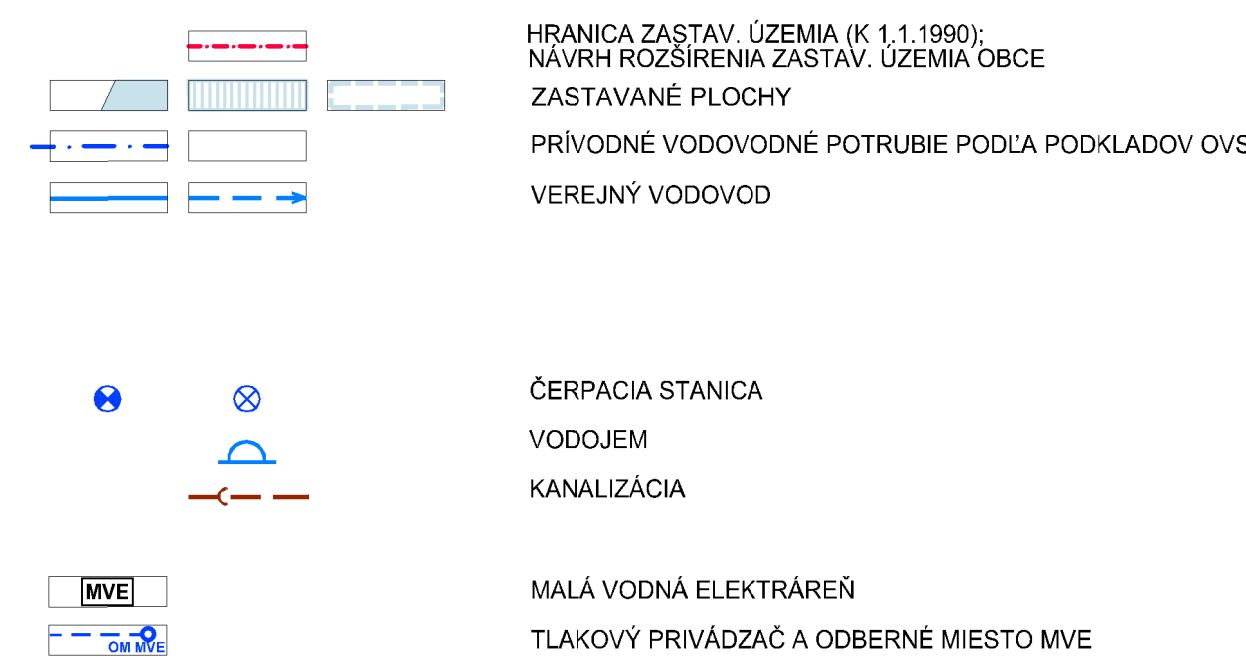 HRANICA ZASTAV. ÚZEMIA (K 1.1.1990);
NÁVRH ROZŠÍRENIA ZASTAV. ÚZEMIA OBCE
ZASTAVANÉ PLOCHY
PRÍVODNÉ VODOVODNÉ POTRUBIE PODĽA PODKLADOV OVS
VEREJNÝ VODOVOD
ČERPACIA STANICA
VODOJEM
KANALIZÁCIA
MVE
MALÁ VODNÁ ELEKTRÁREŇ
OM MVE
TLAKOVÝ PRIVÁDZAČ A ODBERNÉ MIESTO MVE